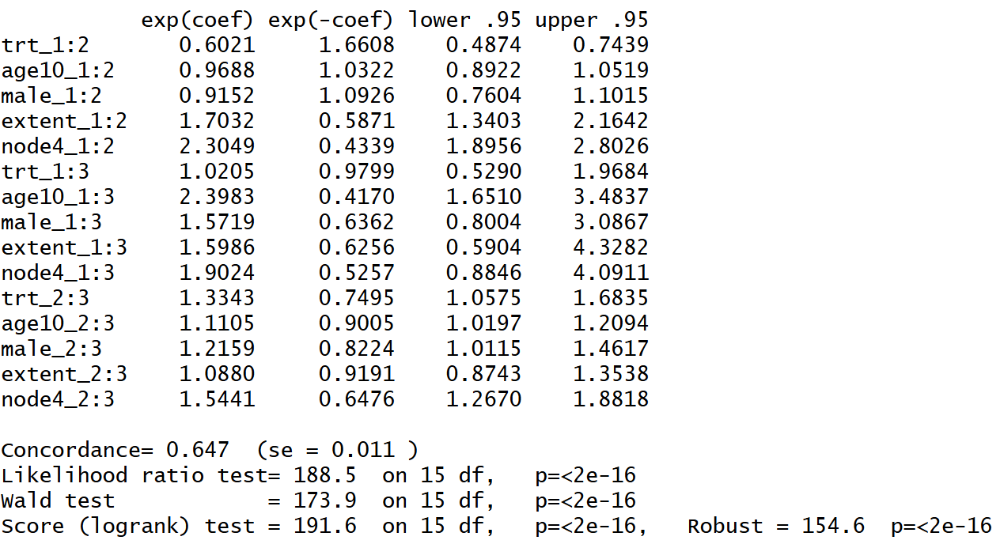 exp(coef) exp(-coef) lower .95 upper .95
trt_1:2      0.6021     1.6608    0.4874    0.7439
age10_1:2    0.9688     1.0322    0.8922    1.0519
male_1:2     0.9152     1.0926    0.7604    1.1015
extent_1:2   1.7032     0.5871    1.3403    2.1642
node4_1:2    2.3049     0.4339    1.8956    2.8026
trt_1:3      1.0205     0.9799    0.5290    1.9684
age10_1:3    2.3983     0.4170    1.6510    3.4837
male_1:3     1.5719     0.6362    0.8004    3.0867
extent_1:3   1.5986     0.6256    0.5904    4.3282
node4_1:3    1.9024     0.5257    0.8846    4.0911
trt_2:3      1.3343     0.7495    1.0575    1.6835
age10_2:3    1.1105     0.9005    1.0197    1.2094
male_2:3     1.2159     0.8224    1.0115    1.4617
extent_2:3   1.0880     0.9191    0.8743    1.3538
node4_2:3    1.5441     0.6476    1.2670    1.8818

Concordance= 0.647  (se = 0.011 )
Likelihood ratio test= 188.5  on 15 df,   p=<2e-16
Wald test            = 173.9  on 15 df,   p=<2e-16
Score (logrank) test = 191.6  on 15 df,   p=<2e-16,   Robust = 154.6  p=<2e-16